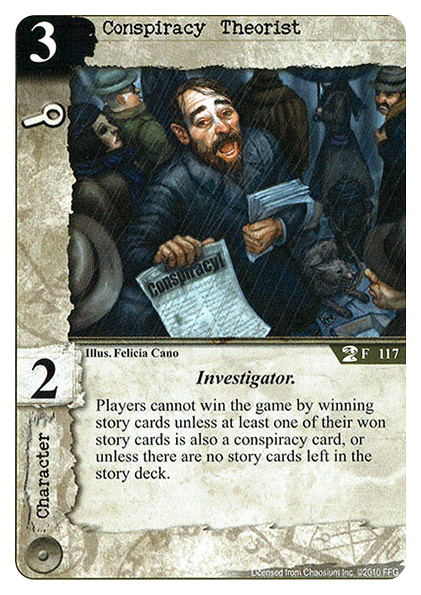 3
Conspiracy Theorist
Conspiracy!
Illus. Felicia Cano
F 117
2
Investigator.
Players cannot win the game by winning
story cards unless at least one of their won
story cards is also a conspiracy card, or
unless there are no story cards left in the
story deck.
Character
Licensed from Chaosium Inc. ©2010 FFG